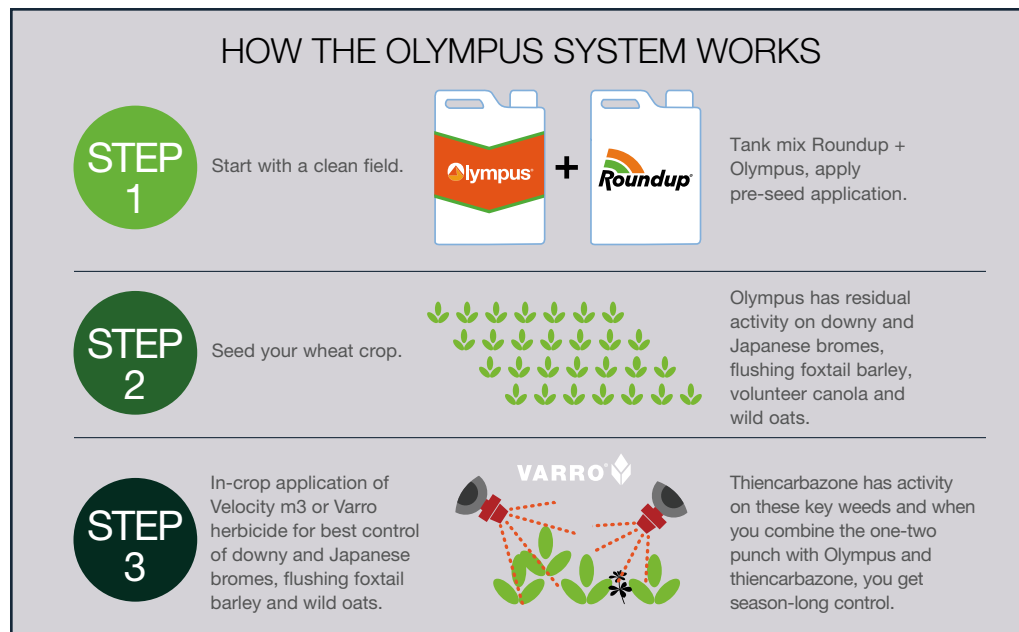 HOW THE OLYMPUS SYSTEM WORKS
STEP
1
Start with a clean field.
Olympus
+
Roundup
Tank mix Roundup +
Olympus, apply
pre-seed application.
STEP
2
Seed your wheat crop.
Olympus has residual
activity on downy and
Japanese bromes,
flushing foxtail barley,
volunteer canola and
wild oats.
STEP
3
In-crop application of
Velocity m3 or Varro
herbicide for best control
of downy and Japanese
bromes, flushing foxtail
barley and wild oats.
VARRO
Thiencarbazone has activity
on these key weeds and when
you combine the one-two
punch with Olympus and
thiencarbazone, you get
season-long control.